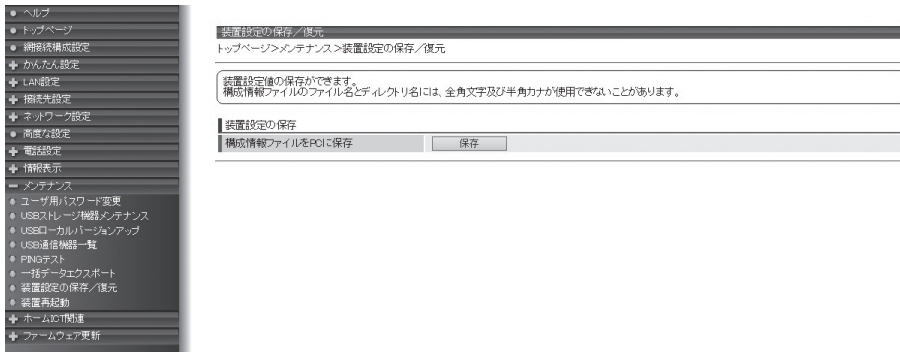 ヘルプ
トップページ
網接続構成設定
かんたん設定
LAN設定
接続先設定
ネットワーク設定
高度な設定
電話設定
情報表示
メンテナンス
ユーザ用パスワード変更
USBストレージ機器メンテナンス
USBローカルバージョンアップ
USB通信機器一覧
PINGテスト
一括データエクスポート
装置設定の保存/復元
装置再起動
ホームICT関連
ファームウェア更新
装置設定の保存/復元
トップページ>メンテナンス>装置設定の保存/復元
装置設定値の保存ができます。
構成情報ファイルのファイル名とディレクトリ名には、全角文字及び半角カナが使用できないことがあります。
装置設定の保存
構成情報ファイルをPCに保存 保存